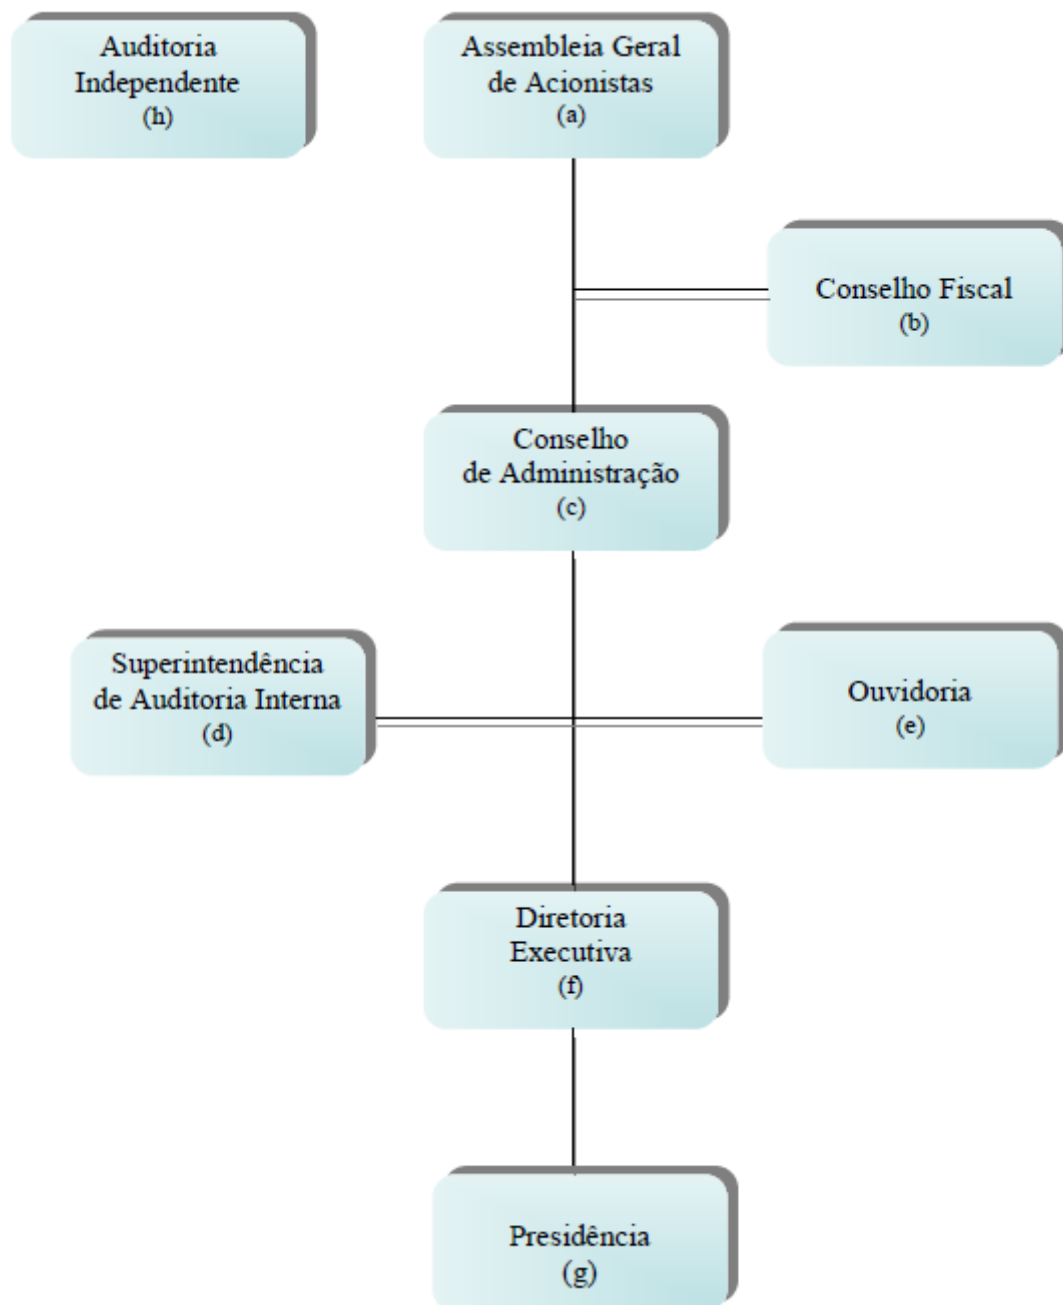 Auditoria
Independente
(h)
Assembleia Geral
de Acionistas
(a)
Conselho Fiscal
(b)
Conselho
de Administração
(c)
Superintendência
de Auditoria Interna
(d)
Ouvidoria
(e)
Diretoria
Executiva
(f)
Presidência
(g)